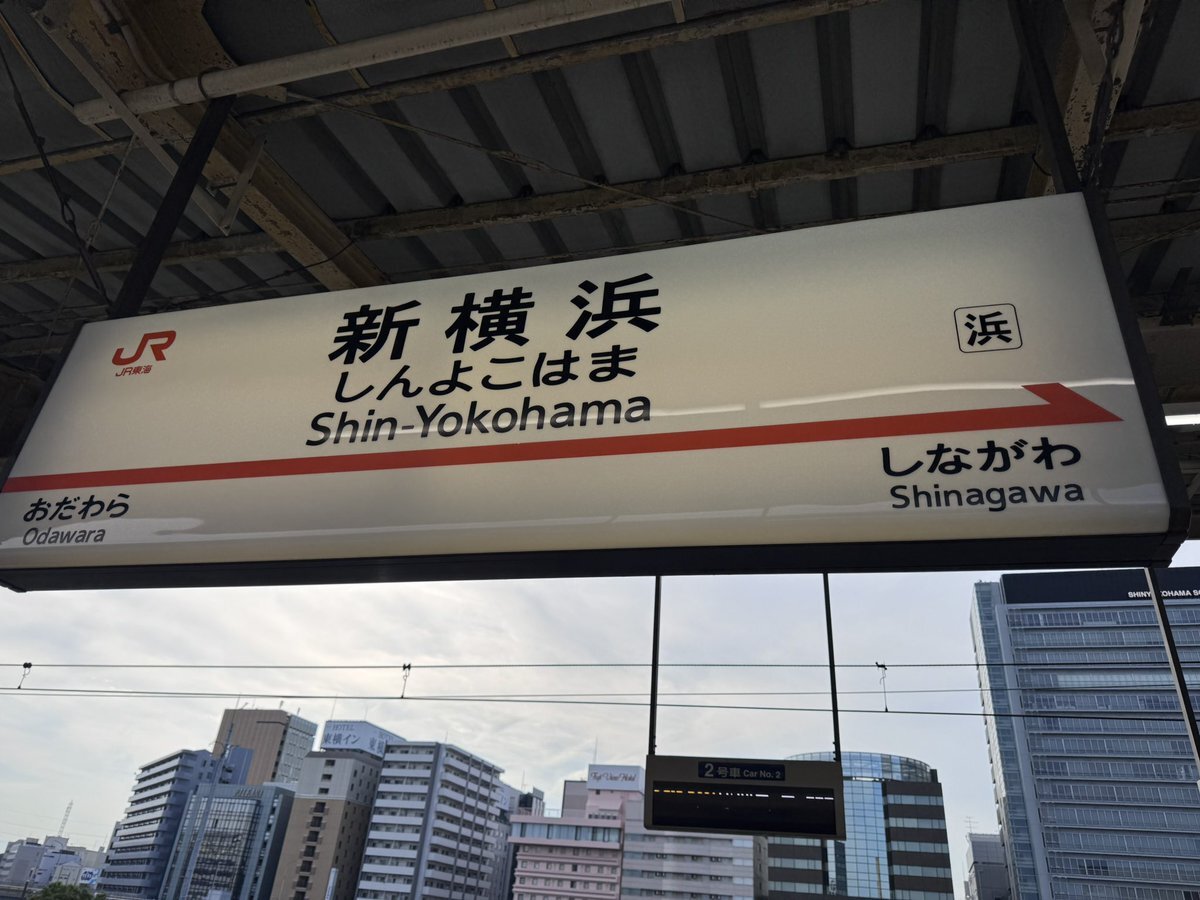 JR
JR東海
新横浜
しんよこはま
Shin-Yokohama
浜
おだわら
Odawara
しながわ
Shinagawa
2号車 Car No. 2
HOTEL
東横イン